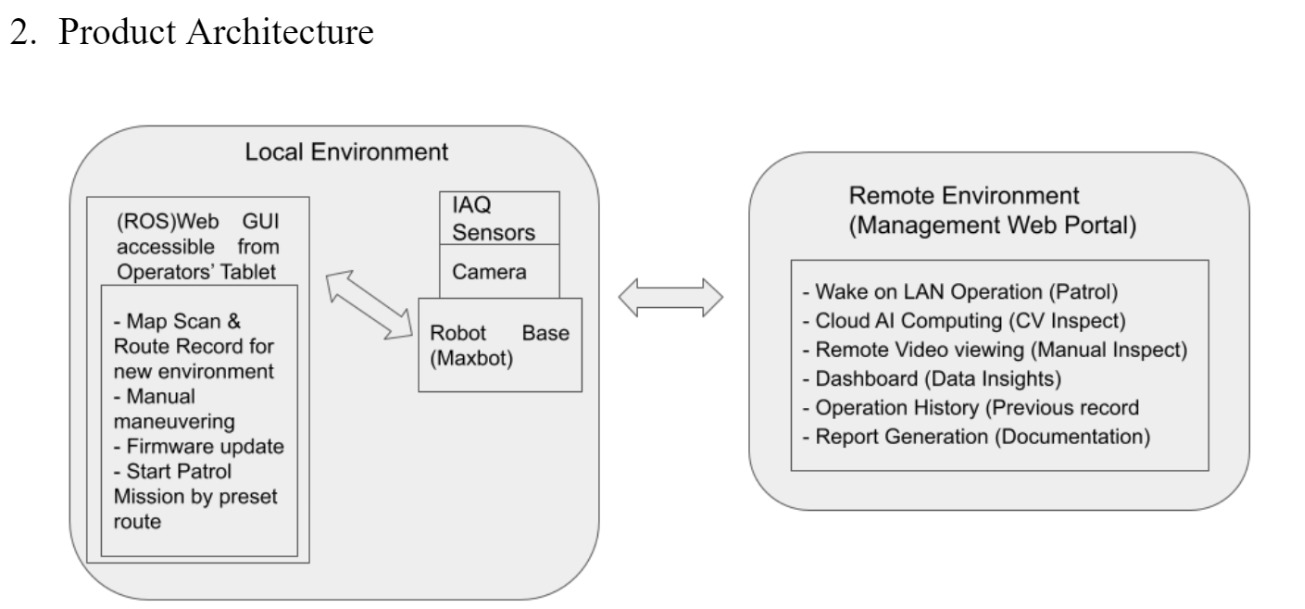 2. Product Architecture
Local Environment
(ROS)Web GUI
accessible from
Operators' Tablet
- Map Scan &
Route Record for
new environment
- Manual
maneuvering
- Firmware update
- Start Patrol
Mission by preset
route
IAQ
Sensors
Camera
Robot Base
(Maxbot)
Remote Environment
(Management Web Portal)
- Wake on LAN Operation (Patrol)
- Cloud AI Computing (CV Inspect)
- Remote Video viewing (Manual Inspect)
- Dashboard (Data Insights)
- Operation History (Previous record
- Report Generation (Documentation)